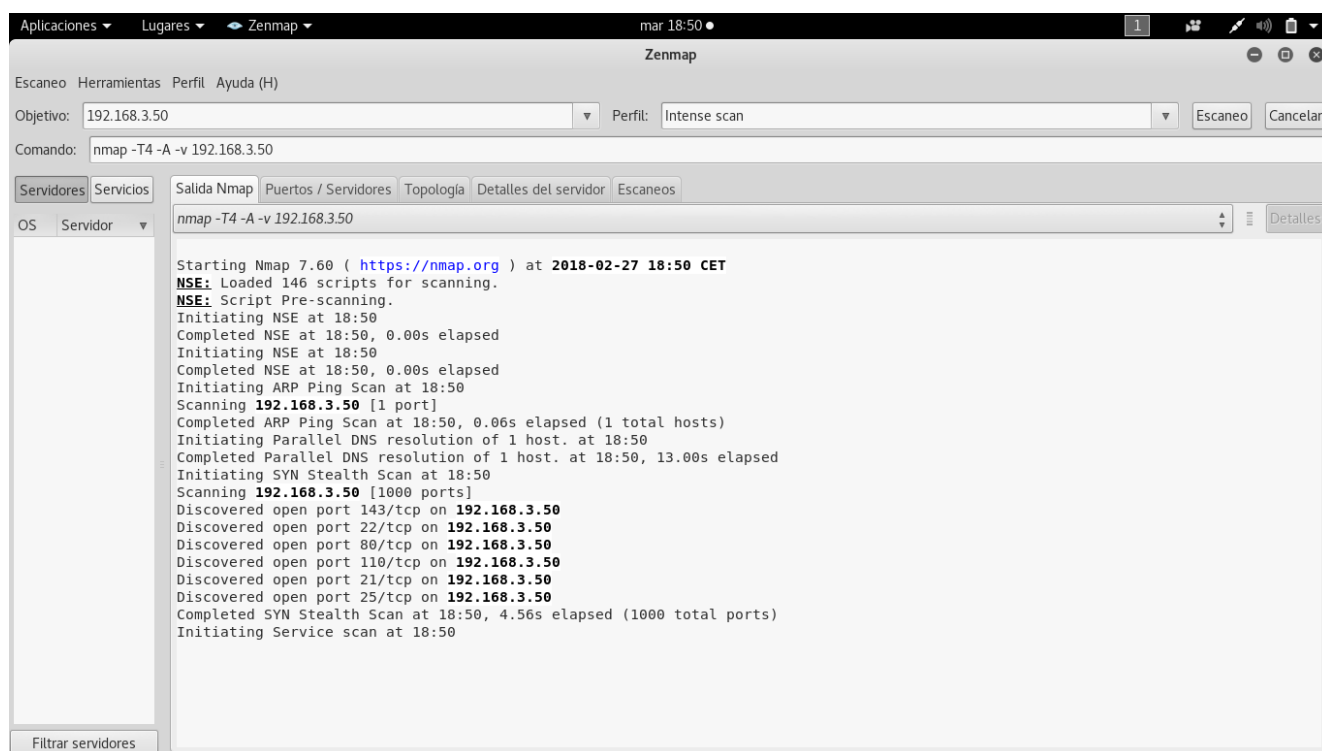 Aplicaciones Lugares Zenmap mar 18:50 1
Zenmap
Escaneo Herramientas Perfil Ayuda (H)
Objetivo: 192.168.3.50 Perfil: Intense scan Escaneo Cancelar
Comando: nmap -T4 -A -v 192.168.3.50
Servidores Servicios Salida Nmap Puertos / Servidores Topología Detalles del servidor Escaneos
OS Servidor nmap -T4 -A -v 192.168.3.50 Detalles
Starting Nmap 7.60 ( https://nmap.org ) at 2018-02-27 18:50 CET
NSE: Loaded 146 scripts for scanning.
NSE: Script Pre-scanning.
Initiating NSE at 18:50
Completed NSE at 18:50, 0.00s elapsed
Initiating NSE at 18:50
Completed NSE at 18:50, 0.00s elapsed
Initiating ARP Ping Scan at 18:50
Scanning 192.168.3.50 [1 port]
Completed ARP Ping Scan at 18:50, 0.06s elapsed (1 total hosts)
Initiating Parallel DNS resolution of 1 host. at 18:50
Completed Parallel DNS resolution of 1 host. at 18:50, 13.00s elapsed
Initiating SYN Stealth Scan at 18:50
Scanning 192.168.3.50 [1000 ports]
Discovered open port 143/tcp on 192.168.3.50
Discovered open port 22/tcp on 192.168.3.50
Discovered open port 80/tcp on 192.168.3.50
Discovered open port 110/tcp on 192.168.3.50
Discovered open port 21/tcp on 192.168.3.50
Discovered open port 25/tcp on 192.168.3.50
Completed SYN Stealth Scan at 18:50, 4.56s elapsed (1000 total ports)
Initiating Service scan at 18:50
Filtrar servidores